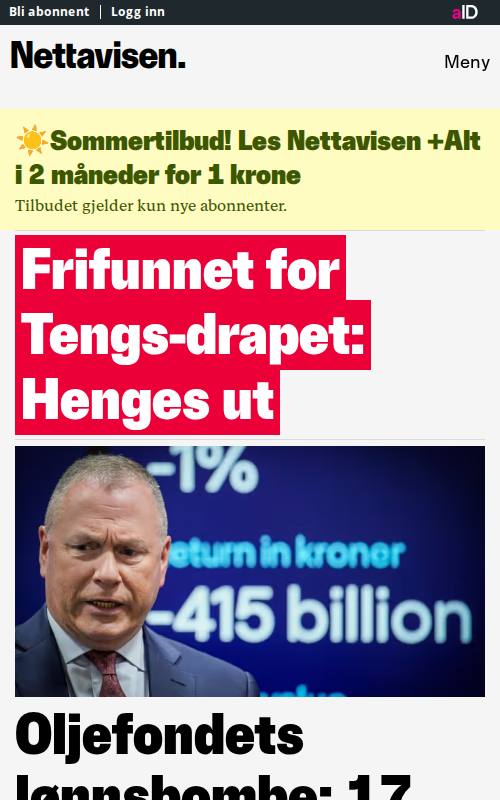 Bli abonnent
Logg inn
aID
Nettavisen.
Meny
Sommertilbud! Les Nettavisen +Alt
i 2 måneder for 1 krone
Tilbudet gjelder kun nye abonnenter.
Frifunnet for
Tengs-drapet:
Henges ut
-1%
eturn in kroner
-415 billion
Oljefondets
lønnsbombe: 17